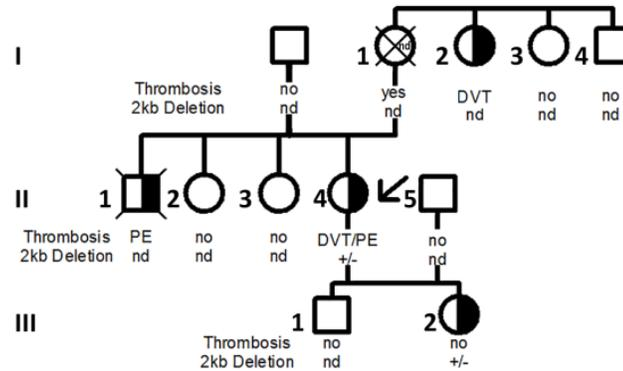 I 1 nd 2 3 4
Thrombosis no yes DVT no no
2kb Deletion nd nd nd nd nd
II 1 2 3 4 5
Thrombosis PE no no DVT/PE no
2kb Deletion nd nd nd +/- nd
III 1 2
Thrombosis no no
2kb Deletion nd +/-